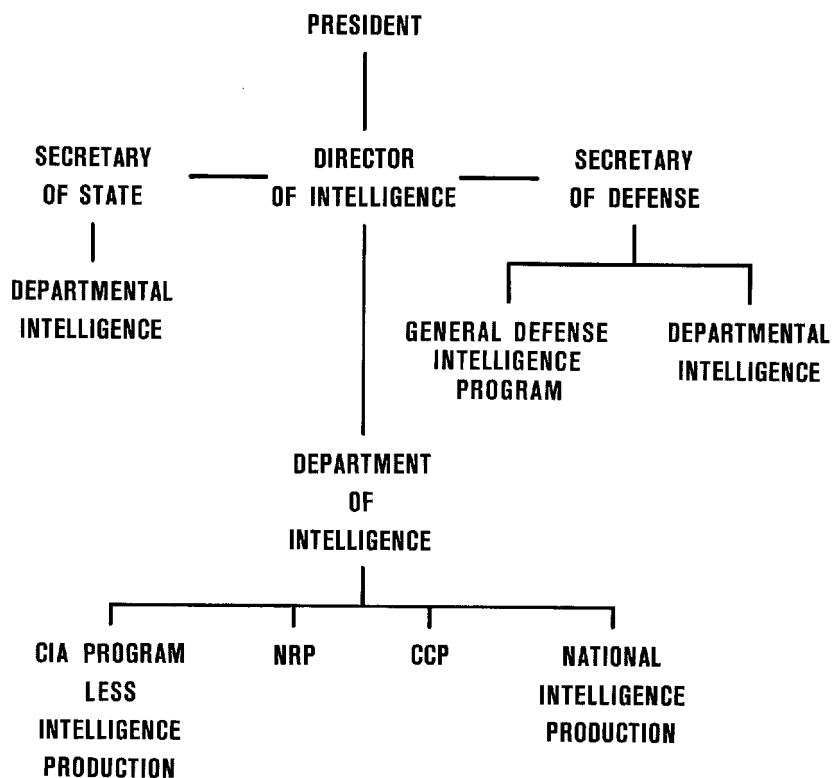 PRESIDENT
SECRETARY
OF STATE
DIRECTOR
OF INTELLIGENCE
SECRETARY
OF DEFENSE
DEPARTMENTAL
INTELLIGENCE
GENERAL DEFENSE
INTELLIGENCE
PROGRAM
DEPARTMENTAL
INTELLIGENCE
DEPARTMENT
OF
INTELLIGENCE
CIA PROGRAM
LESS
INTELLIGENCE
PRODUCTION
NRP
CCP
NATIONAL
INTELLIGENCE
PRODUCTION